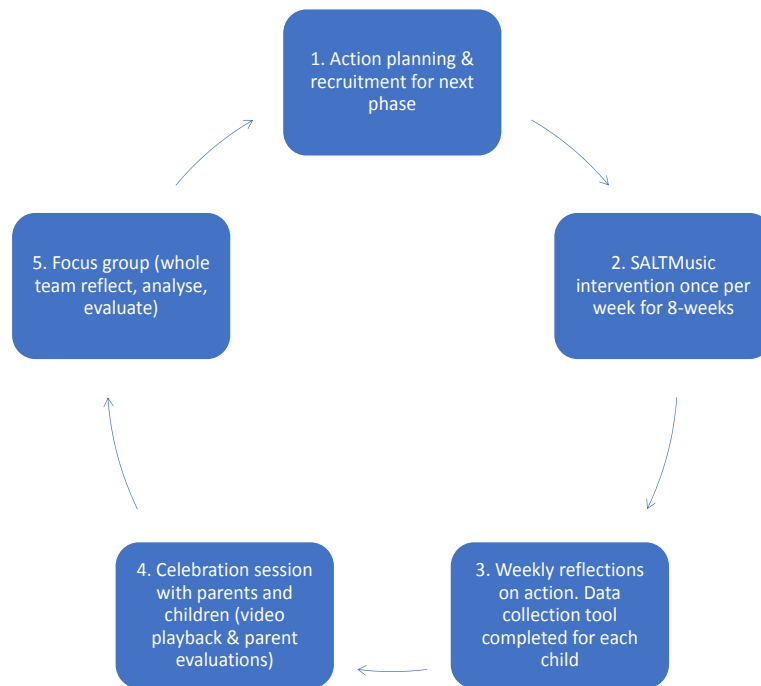 1. Action planning &
recruitment for next
phase
2. SALTMusic
intervention once per
week for 8-weeks
3. Weekly reflections
on action. Data
collection tool
completed for each
child
4. Celebration session
with parents and
children (video
playback & parent
evaluations)
5. Focus group (whole
team reflect, analyse,
evaluate)